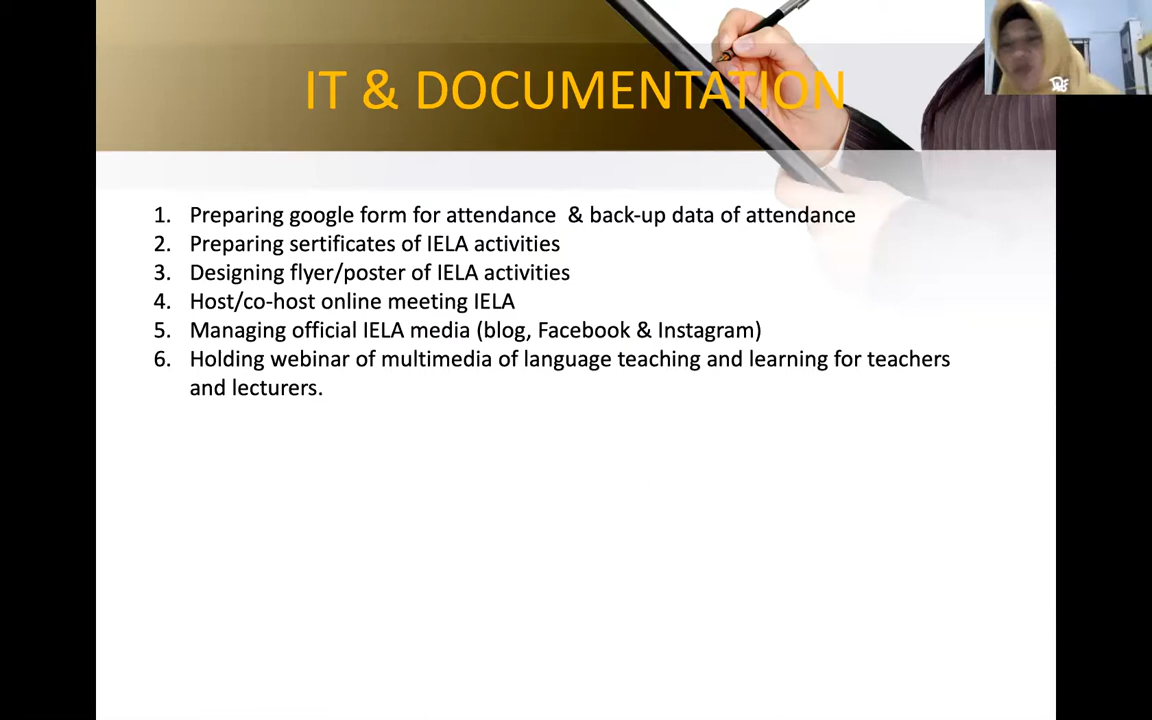 IT & DOCUMENTATION
1. Preparing google form for attendance  & back-up data of attendance
2. Preparing sertificates of IELA activities
3. Designing flyer/poster of IELA activities
4. Host/co-host online meeting IELA
5. Managing official IELA media (blog, Facebook & Instagram)
6. Holding webinar of multimedia of language teaching and learning for teachers
and lecturers.